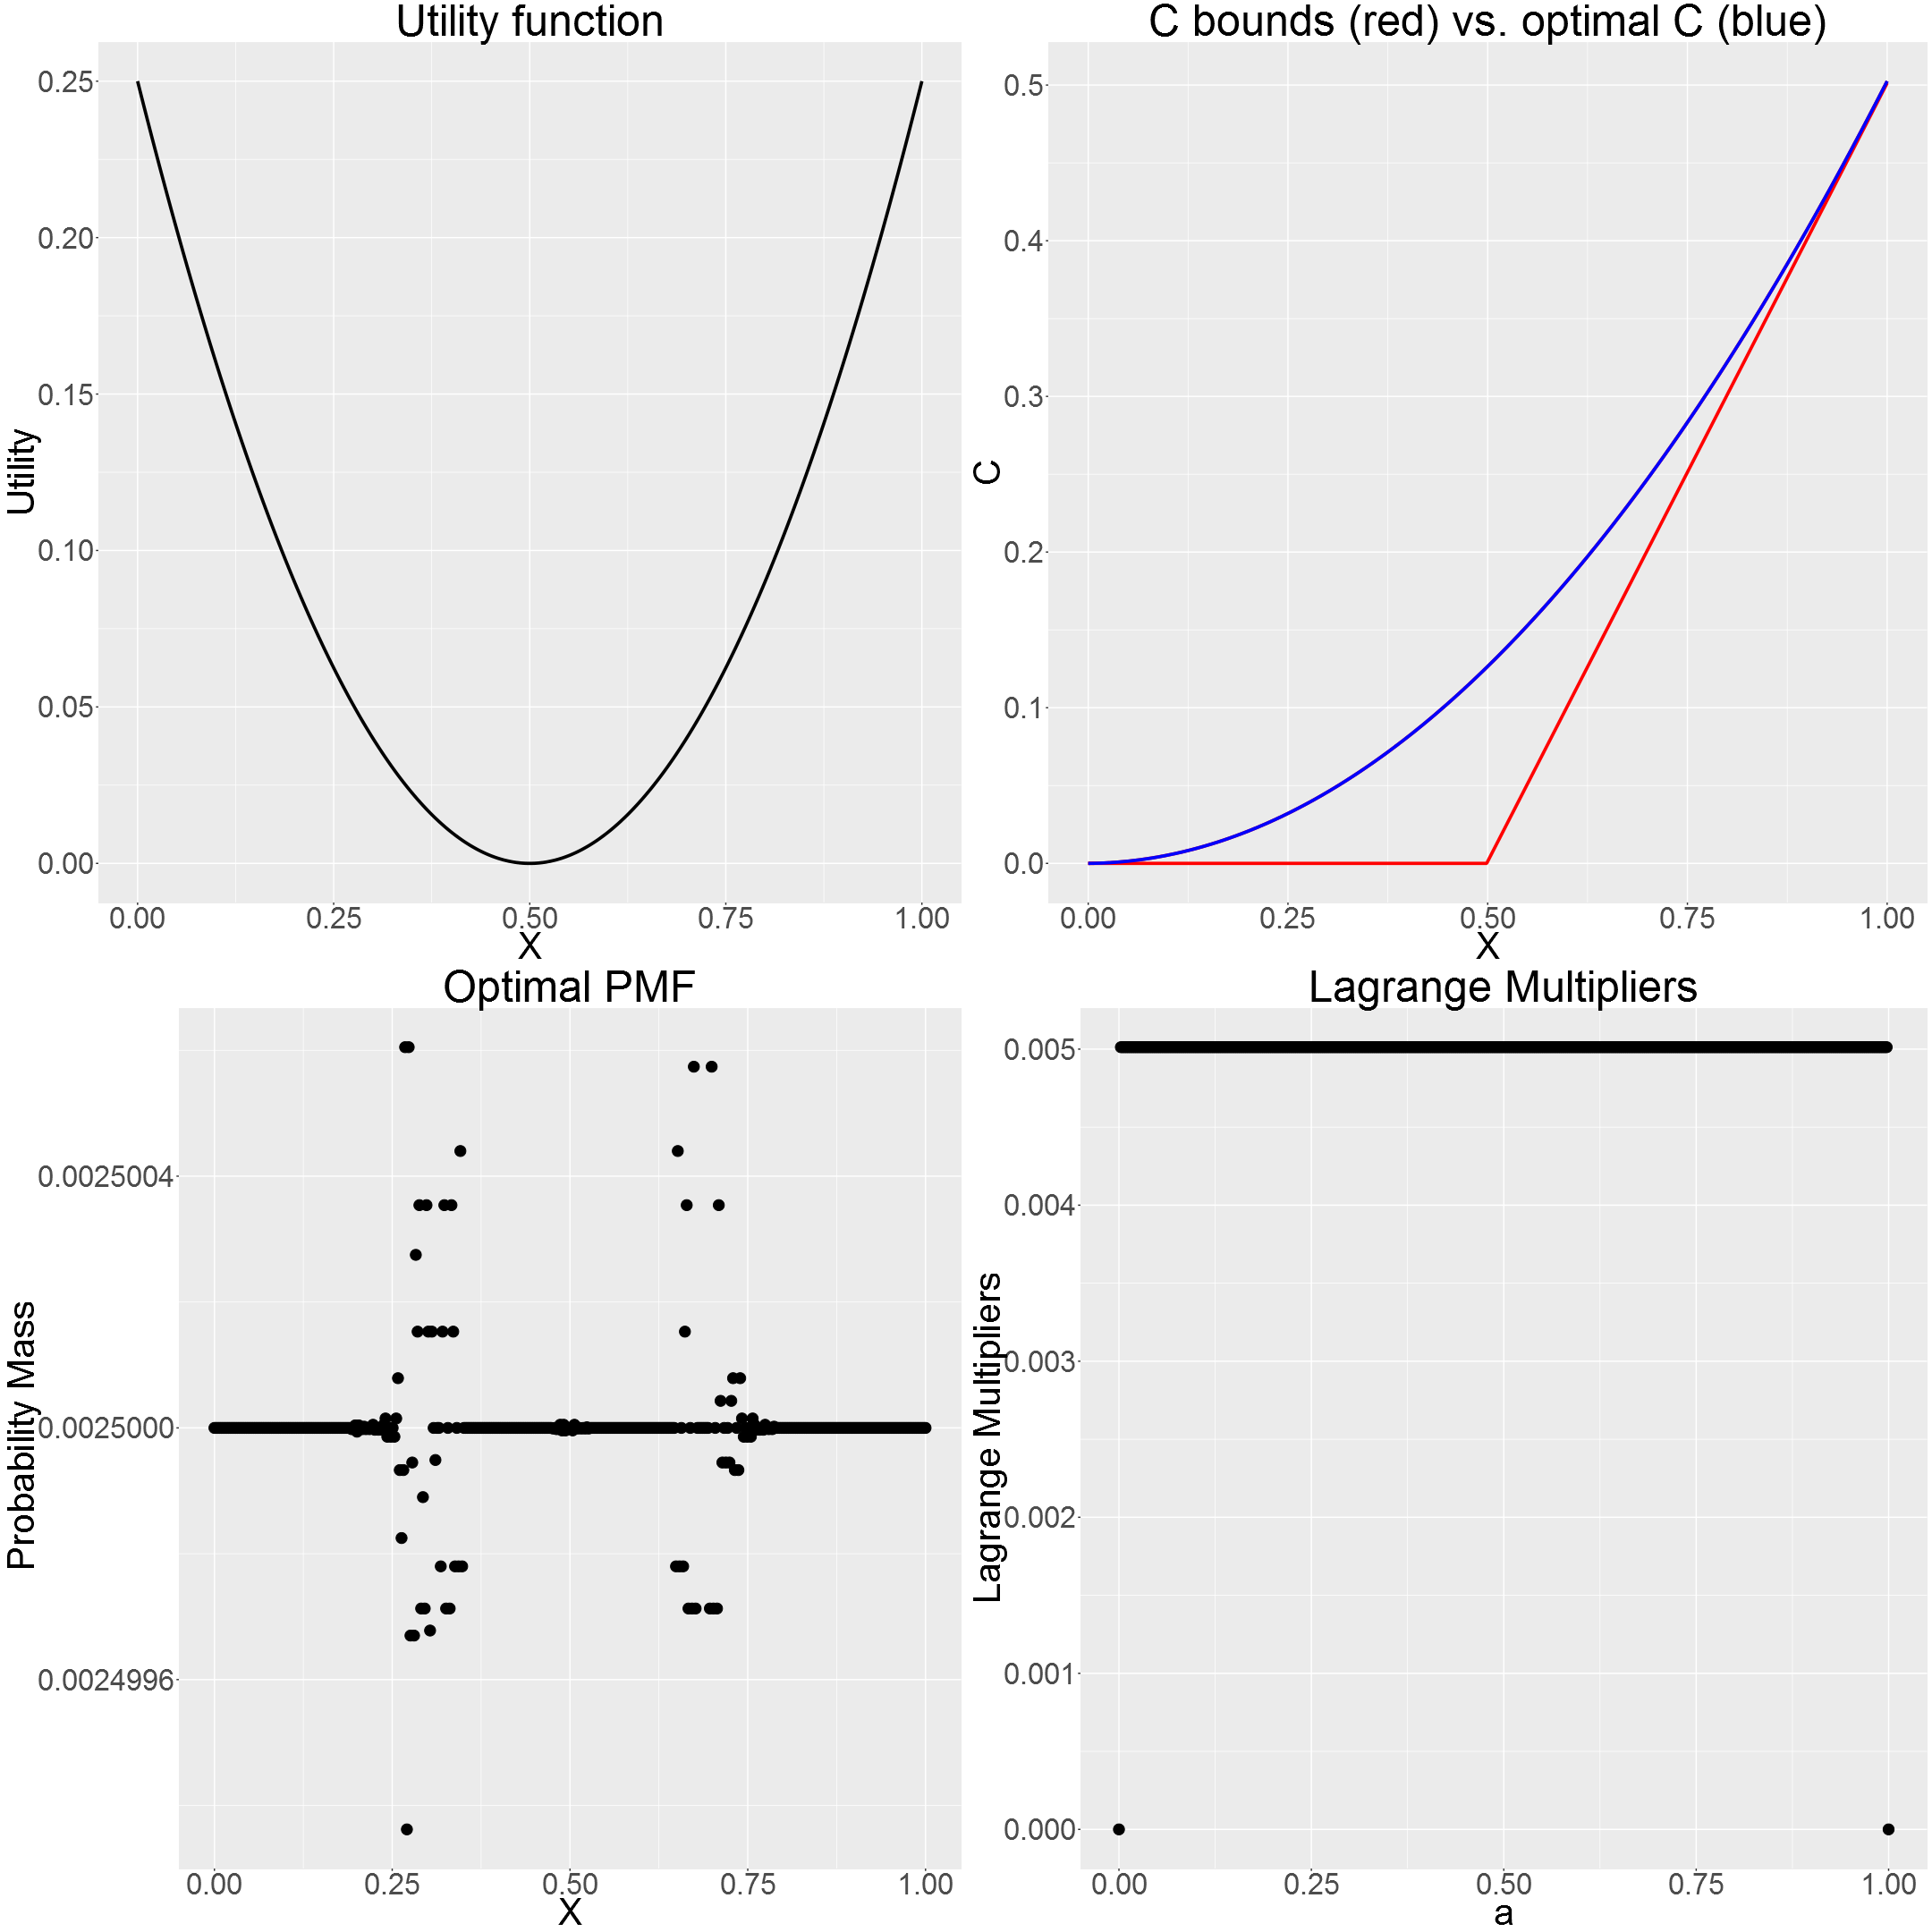 Utility function
Utility
0.25
0.20
0.15
0.10
0.05
0.00
0.00 0.25 0.50 0.75 1.00
X
C bounds (red) vs. optimal C (blue)
C
0.5
0.4
0.3
0.2
0.1
0.0
0.00 0.25 0.50 0.75 1.00
X
Optimal PMF
Probability Mass
0.0025004
0.0025000
0.0024996
0.00 0.25 0.50 0.75 1.00
X
Lagrange Multipliers
Lagrange Multipliers
0.005
0.004
0.003
0.002
0.001
0.000
0.00 0.25 0.50 0.75 1.00
a